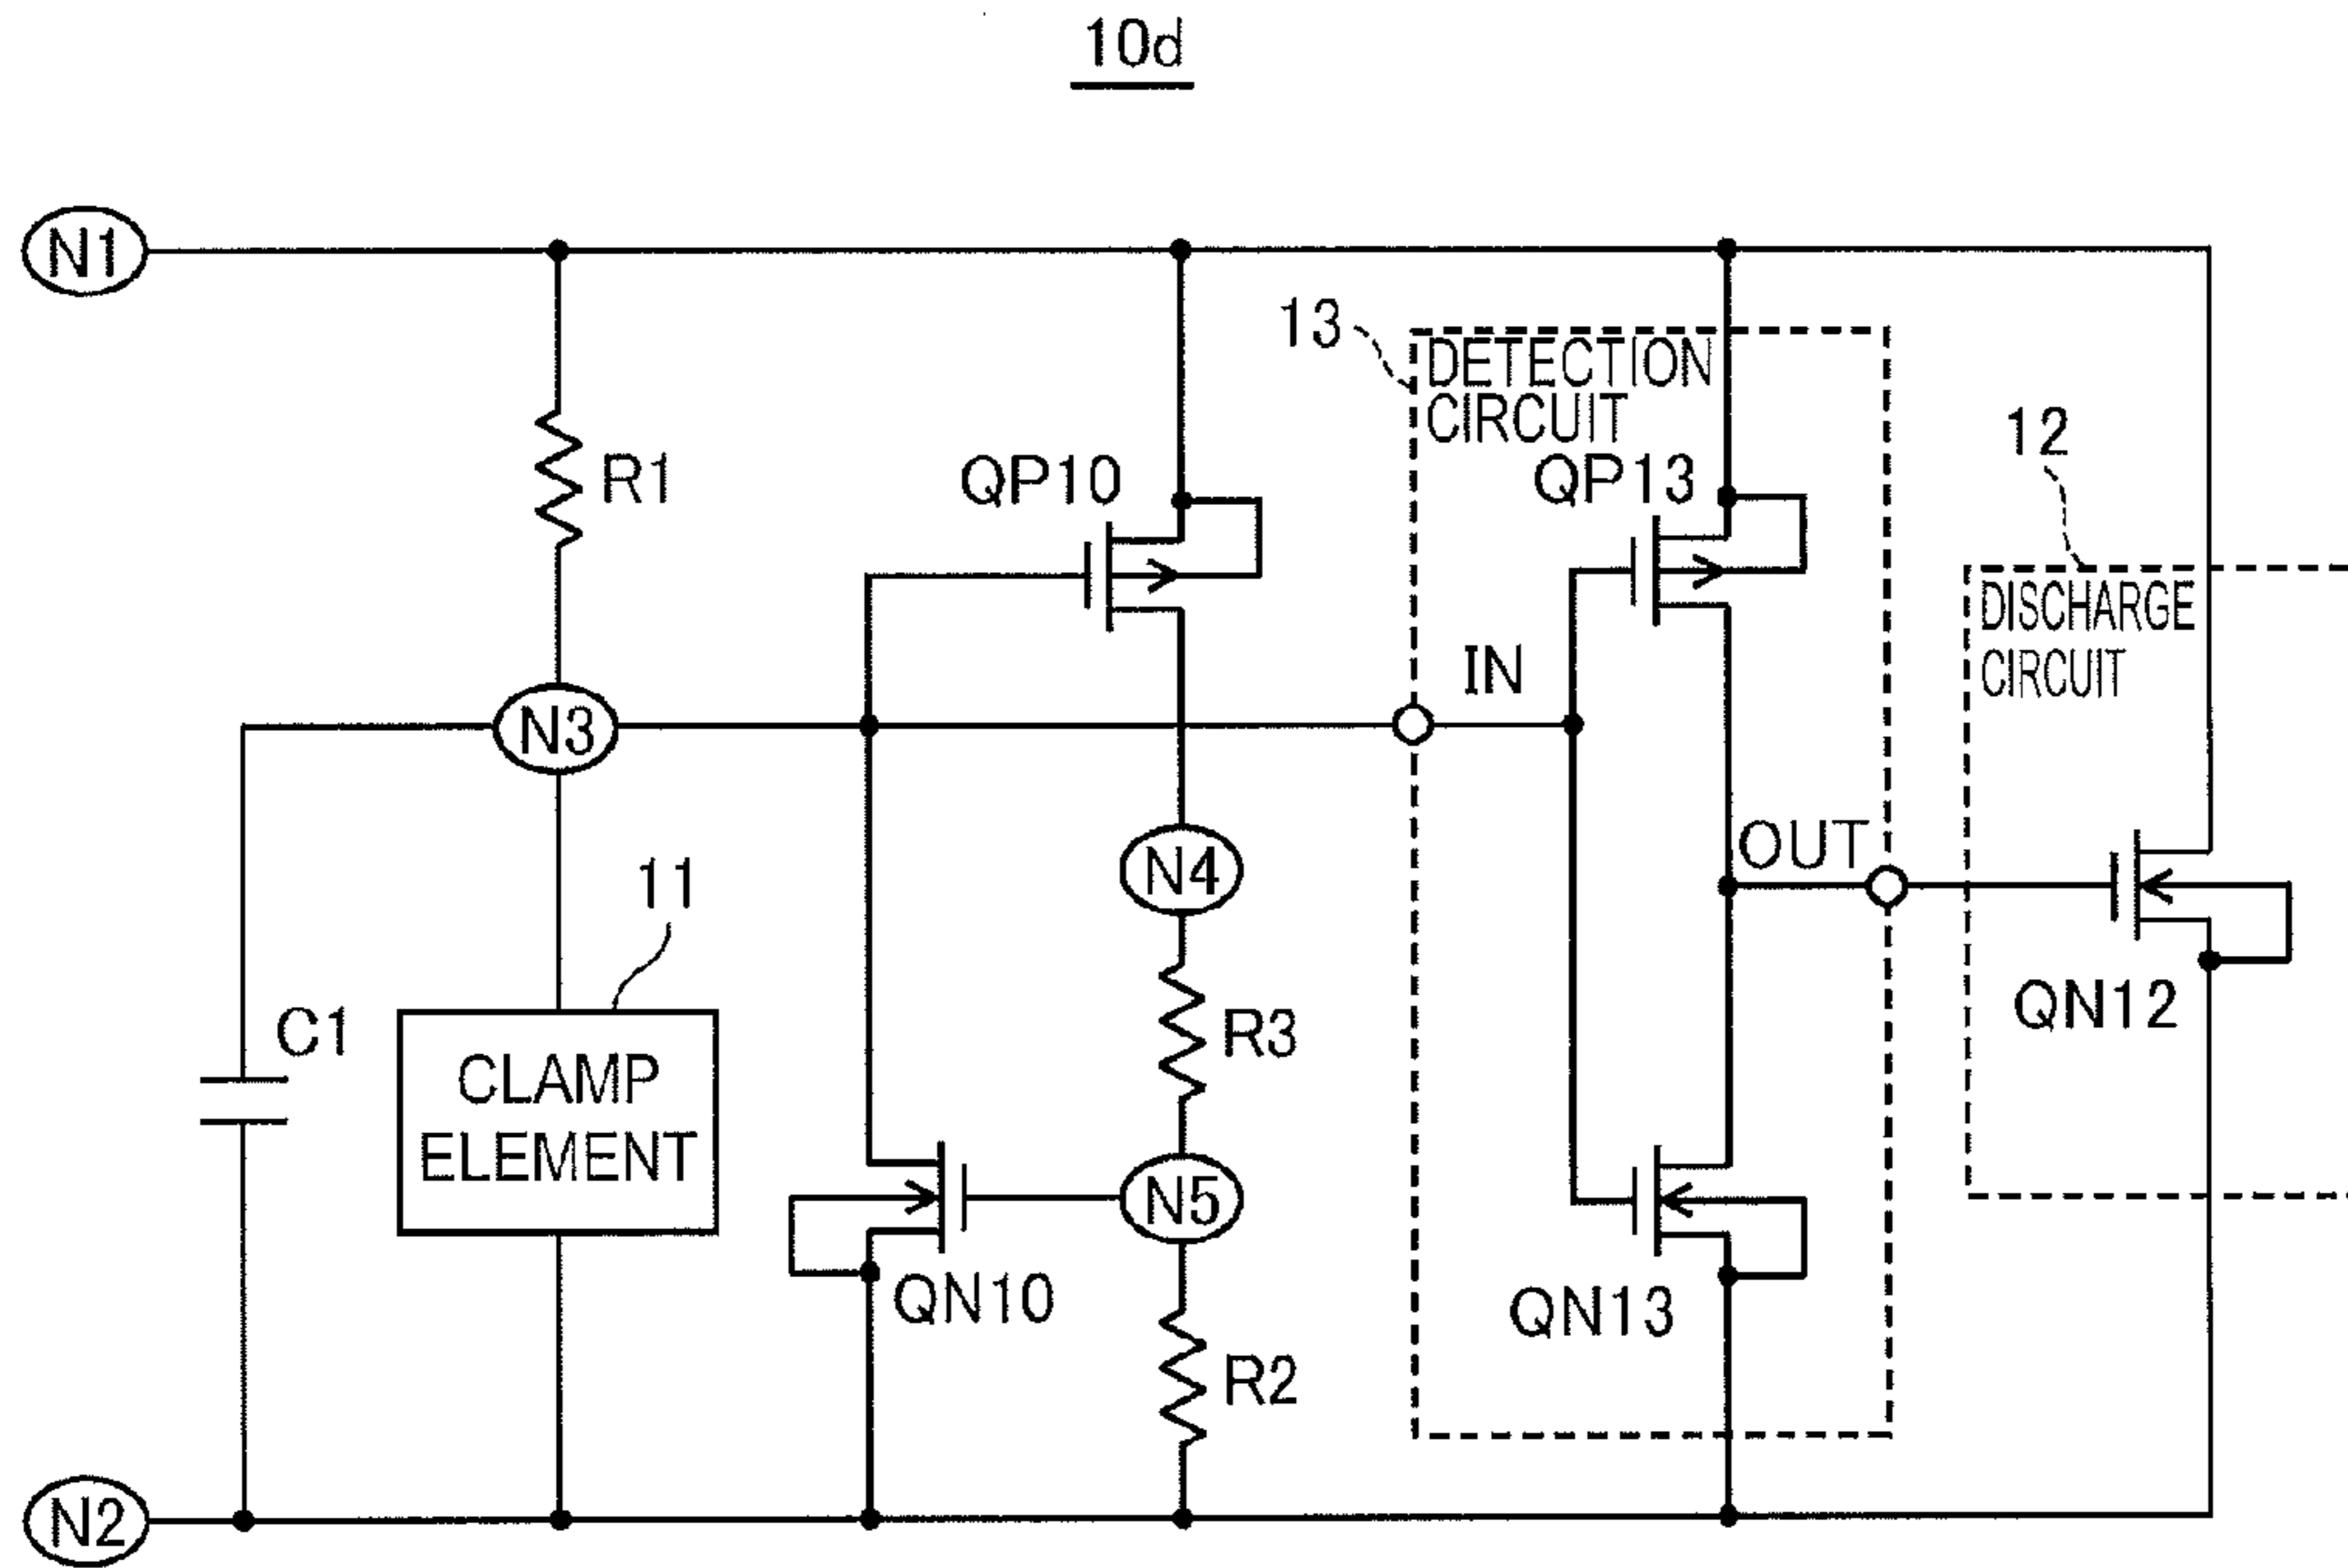 10d
N1
13
DETECTION
CIRCUIT
12
R1
QP10
QP13
DISCHARGE
CIRCUIT
IN
N3
OUT
N4
11
C1
R3
QN12
CLAMP
ELEMENT
N5
QN10
QN13
R2
N2